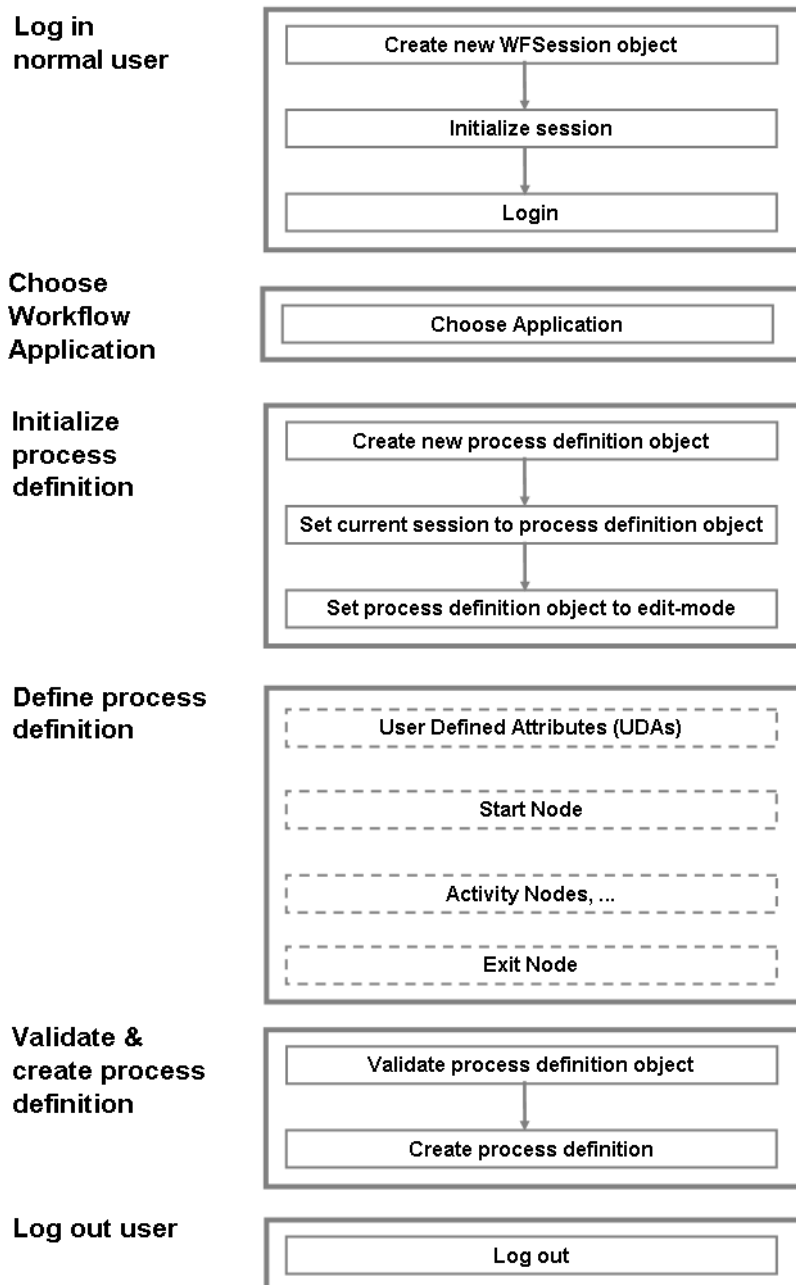 Log in
normal user
Create new WFSession object
Initialize session
Login
Choose
Workflow
Application
Choose Application
Initialize
process
definition
Create new process definition object
Set current session to process definition object
Set process definition object to edit-mode
Define process
definition
User Defined Attributes (UDAs)
Start Node
Activity Nodes, ...
Exit Node
Validate &
create process
definition
Validate process definition object
Create process definition
Log out user
Log out